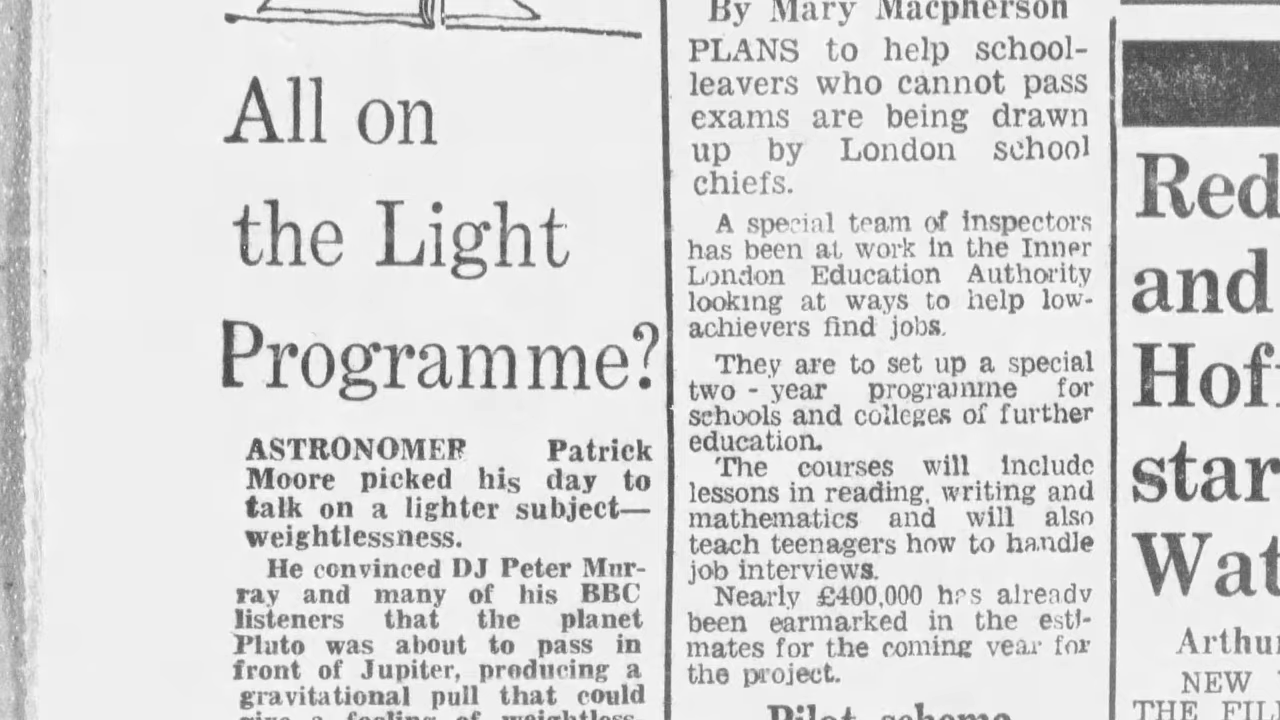 All on
the Light
Programme?
ASTRONOMER Patrick
Moore picked his day to
talk on a lighter subject—
weightlessness.
He convinced DJ Peter Mur-
ray and many of his BBC
listeners that the planet
Pluto was about to pass in
front of Jupiter, producing a
gravitational pull that could
give a feeling of weightless-
By Mary Macpherson
PLANS to help school-
leavers who cannot pass
exams are being drawn
up by London school
chiefs.
A special team of inspectors
has been at work in the Inner
London Education Authority
looking at ways to help low-
achievers find jobs.
They are to set up a special
two - year programme for
schools and colleges of further
education.
The courses will include
lessons in reading, writing and
mathematics and will also
teach teenagers how to handle
job interviews.
Nearly £400,000 has already
been earmarked in the esti-
mates for the coming year for
the project.
Pilot scheme
Red
and
Hof
star
Wat
Arthu
NEW
THE FIL